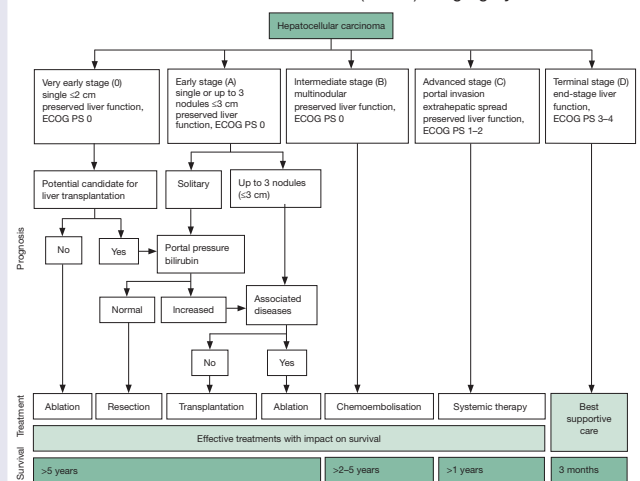 Hepatocellular carcinoma
Very early stage (0)
single ≤2 cm
preserved liver function,
ECOG PS 0
Early stage (A)
single or up to 3
nodules ≤3 cm
preserved liver
function, ECOG PS 0
Intermediate stage (B)
multinodular
preserved liver function,
ECOG PS 0
Advanced stage (C)
portal invasion
extrahepatic spread
preserved liver function,
ECOG PS 1–2
Terminal stage (D)
end-stage liver
function,
ECOG PS 3–4
Potential candidate for
liver transplantation
Solitary
Up to 3 nodules
(≤3 cm)
Prognosis
No
Yes
Portal pressure
bilirubin
Normal
Increased
Associated
diseases
No
Yes
Treatment
Ablation
Resection
Transplantation
Ablation
Chemoembolisation
Systemic therapy
Best
supportive
care
Effective treatments with impact on survival
Survival
>5 years
>2–5 years
>1 years
3 months